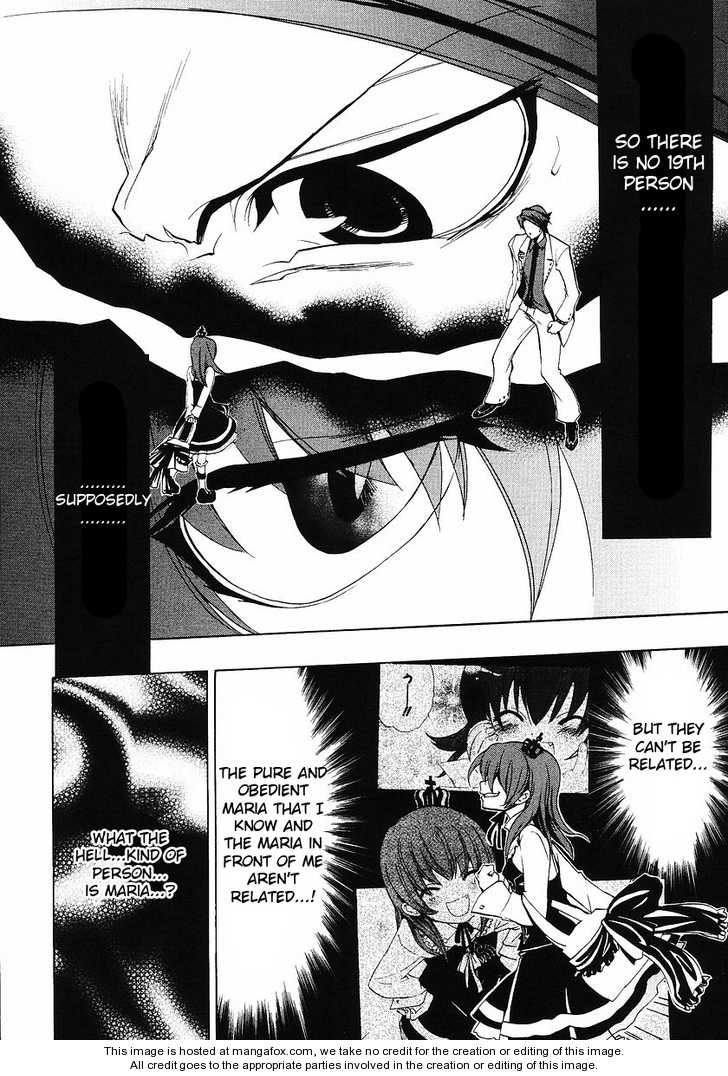 SO THERE
IS NO 19TH
PERSON
......
.........
SUPPOSEDLY
.........
BUT THEY
CAN'T BE
RELATED...
う〜!!
THE PURE AND
OBEDIENT
MARIA THAT I
KNOW AND
THE MARIA IN
FRONT OF ME
AREN'T
RELATED...!
WHAT THE
HELL...KIND OF
PERSON...
IS MARIA...?
This image is hosted at mangafox.com, we take no credit for the creation or editing of this image.
All credit goes to the appropriate parties involved in the creation or editing of this content.